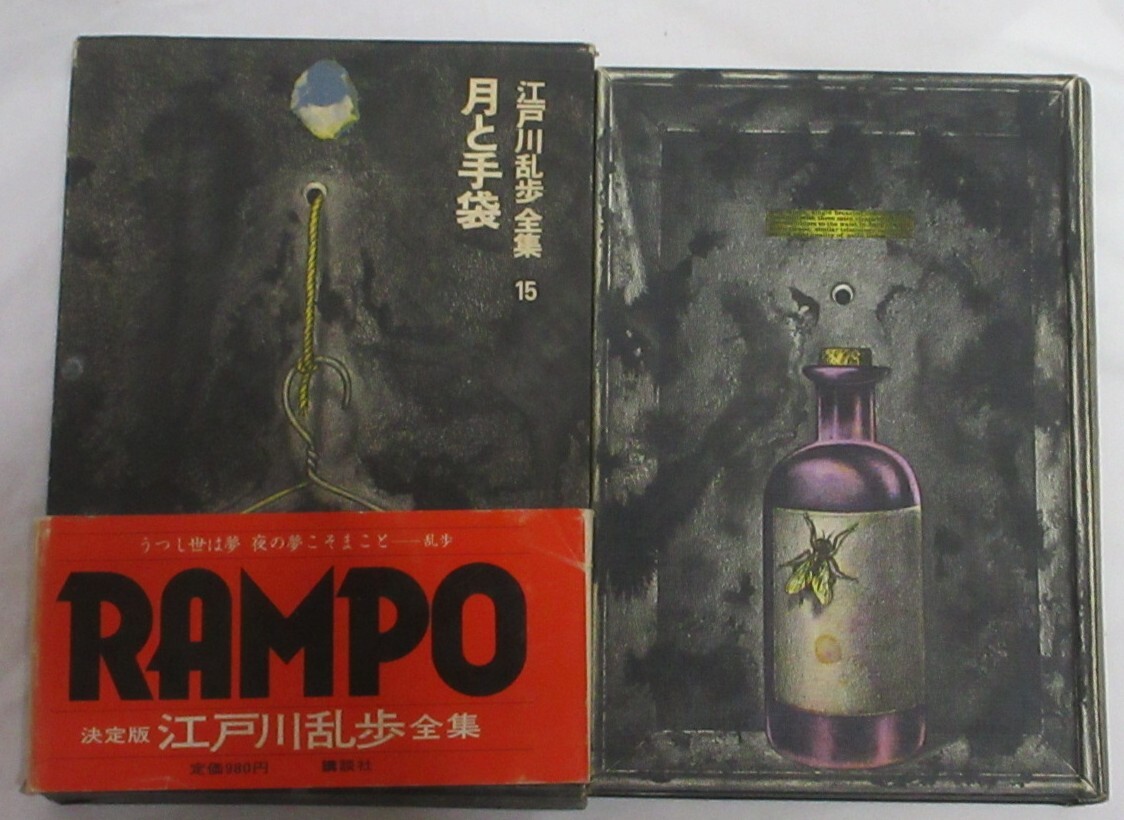 江戸川乱歩全集 15
月と手袋
うつし世は夢 夜の夢こそまこと——乱歩
RAMPO
決定版 江戸川乱歩全集
定価980円 講談社